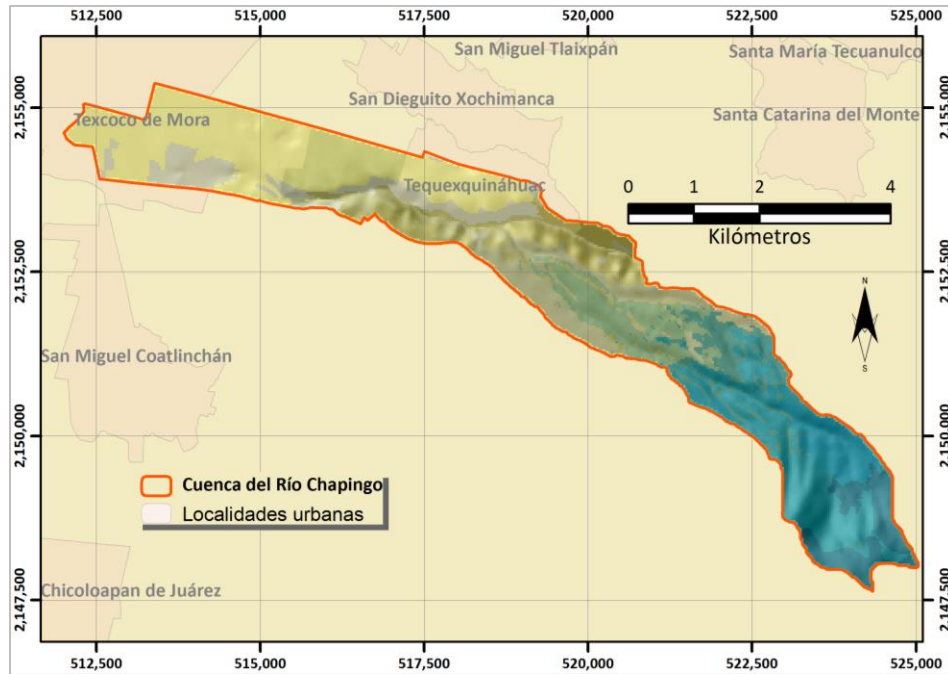 512,500 515,000 517,500 520,000 522,500 525,000
San Miguel Tlaixpán
Santa María Tecuanulco
San Dieguito Xochimanca
2,155,000
2,155,000
Texcoco de Mora
Santa Catarina del Monte
Tequexquináhuac
0 1 2 4
Kilómetros
2,152,500
2,152,500
N
San Miguel Coatlinchán
S
2,150,000
2,150,000
Cuenca del Río Chapingo
Localidades urbanas
Chicoloapan de Juárez
2,147,500
2,147,500
512,500 515,000 517,500 520,000 522,500 525,000